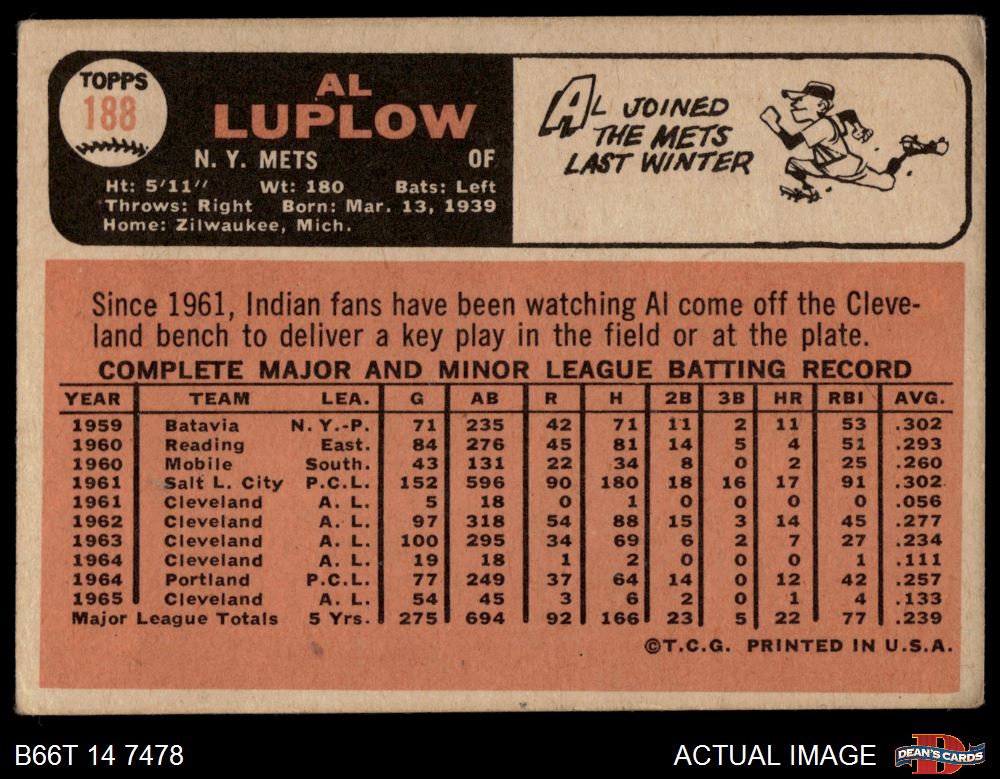 TOPPS
188
AL
LUPLOW
N. Y. METS OF
Ht: 5'11" Wt: 180 Bats: Left
Throws: Right Born: Mar. 13, 1939
Home: Zilwaukee, Mich.
AL JOINED
THE METS
LAST WINTER
Since 1961, Indian fans have been watching Al come off the Cleve-
land bench to deliver a key play in the field or at the plate.
COMPLETE MAJOR AND MINOR LEAGUE BATTING RECORD
YEAR TEAM LEA. G AB R H 2B 3B HR RBI AVG.
1959 Batavia N. Y.-P. 71 235 42 71 11 2 11 53 .302
1960 Reading East. 84 276 45 81 14 5 4 51 .293
1960 Mobile South. 43 131 22 34 8 0 2 25 .260
1961 Salt L. City P.C.L. 152 596 90 180 18 16 17 91 .302
1961 Cleveland A. L. 5 18 0 1 0 0 0 0 .056
1962 Cleveland A. L. 97 318 54 88 15 3 14 45 .277
1963 Cleveland A. L. 100 295 34 69 6 2 7 27 .234
1964 Cleveland A. L. 19 18 1 2 0 0 0 1 .111
1964 Portland P.C.L. 77 249 37 64 14 0 12 42 .257
1965 Cleveland A. L. 54 45 3 6 2 0 1 4 .133
Major League Totals 5 Yrs. 275 694 92 166 23 5 22 77 .239
©T.C.G. PRINTED IN U.S.A.
B66T 14 7478 ACTUAL IMAGE
DEAN'S CARDS